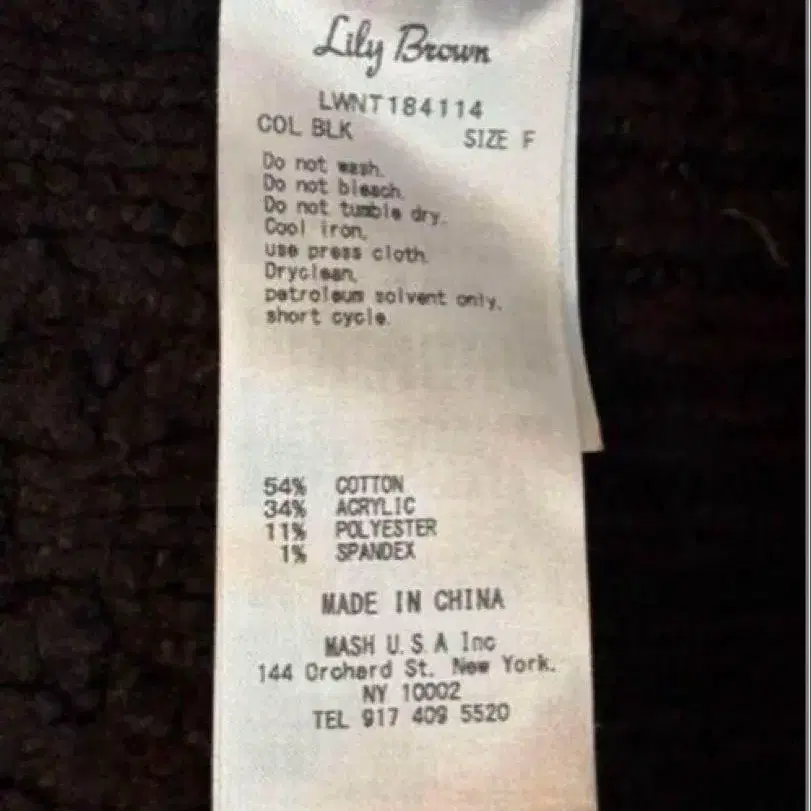 Lily Brown
LWNT184114
COL BLK SIZE F
Do not wash.
Do not bleach.
Do not tumble dry.
Cool iron,
use press cloth.
Dryclean,
petroleum solvent only,
short cycle.
54% COTTON
34% ACRYLIC
11% POLYESTER
1% SPANDEX
MADE IN CHINA
MASH U.S.A Inc
144 Orchard St. New York.
NY 10002
TEL 917 409 5520